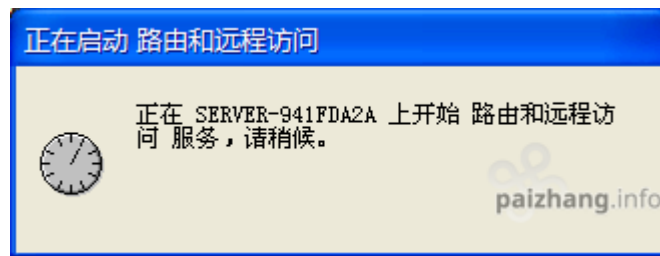 正在启动 路由和远程访问
正在 SERVER-941FDA2A 上开始 路由和远程访
问 服务，请稍候。
paizhang.info